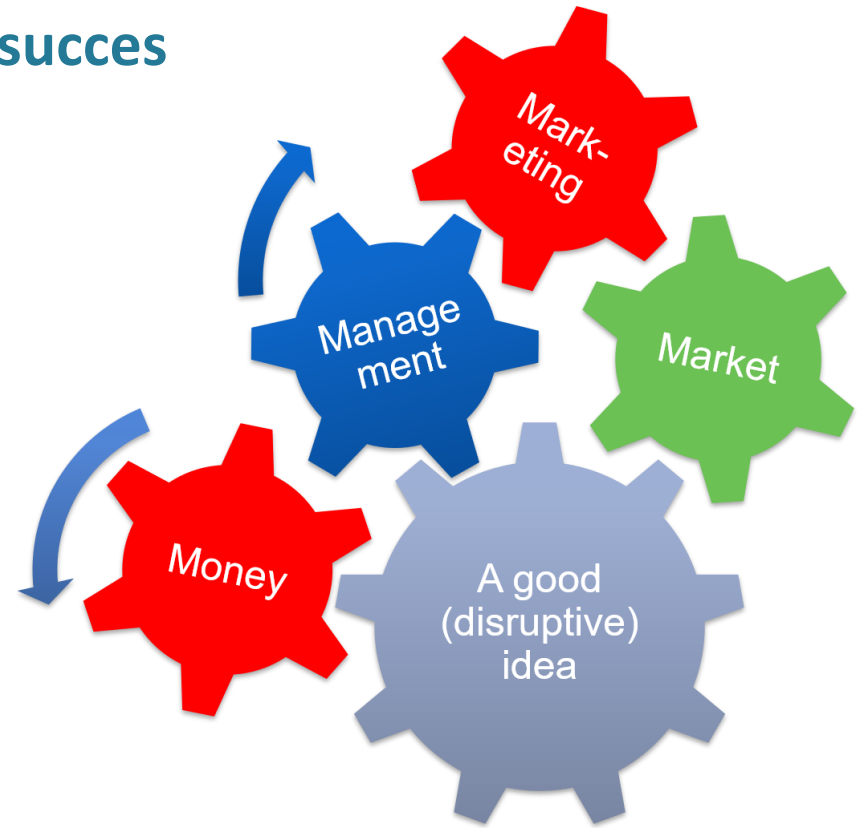 succes
Mark-
eting
Manage
ment
Market
Money
A good
(disruptive)
idea